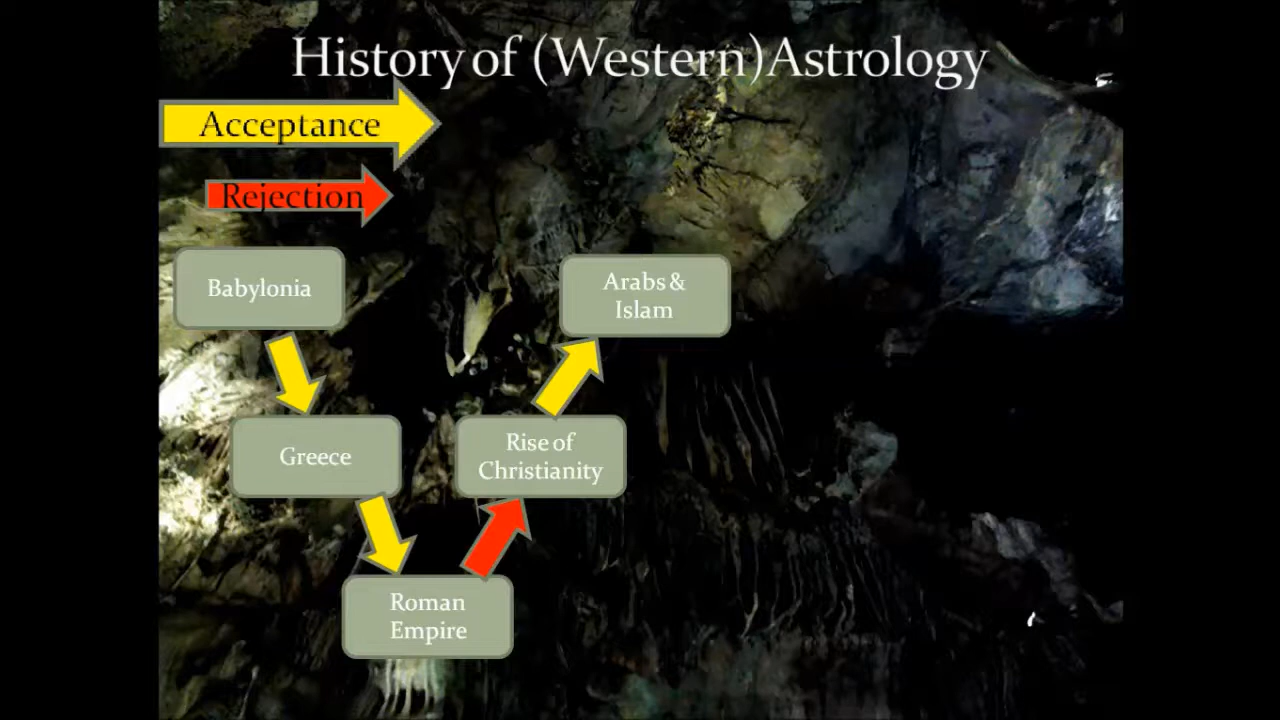 History of (Western)Astrology
Acceptance
Rejection
Babylonia
Arabs &
Islam
Greece
Rise of
Christianity
Roman
Empire